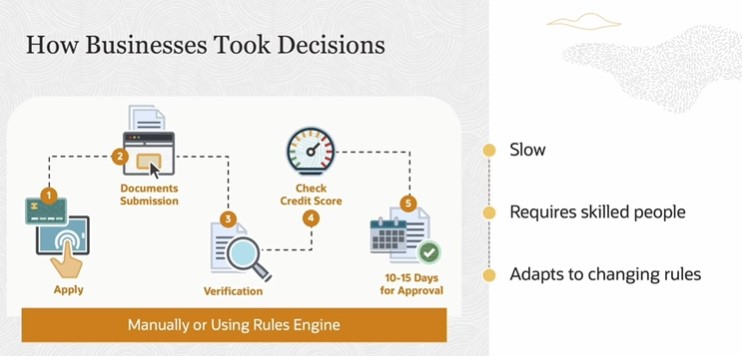 How Businesses Took Decisions
1
Apply
2
Documents
Submission
3
Verification
Check
Credit Score
4
5
10-15 Days
for Approval
Manually or Using Rules Engine
Slow
Requires skilled people
Adapts to changing rules